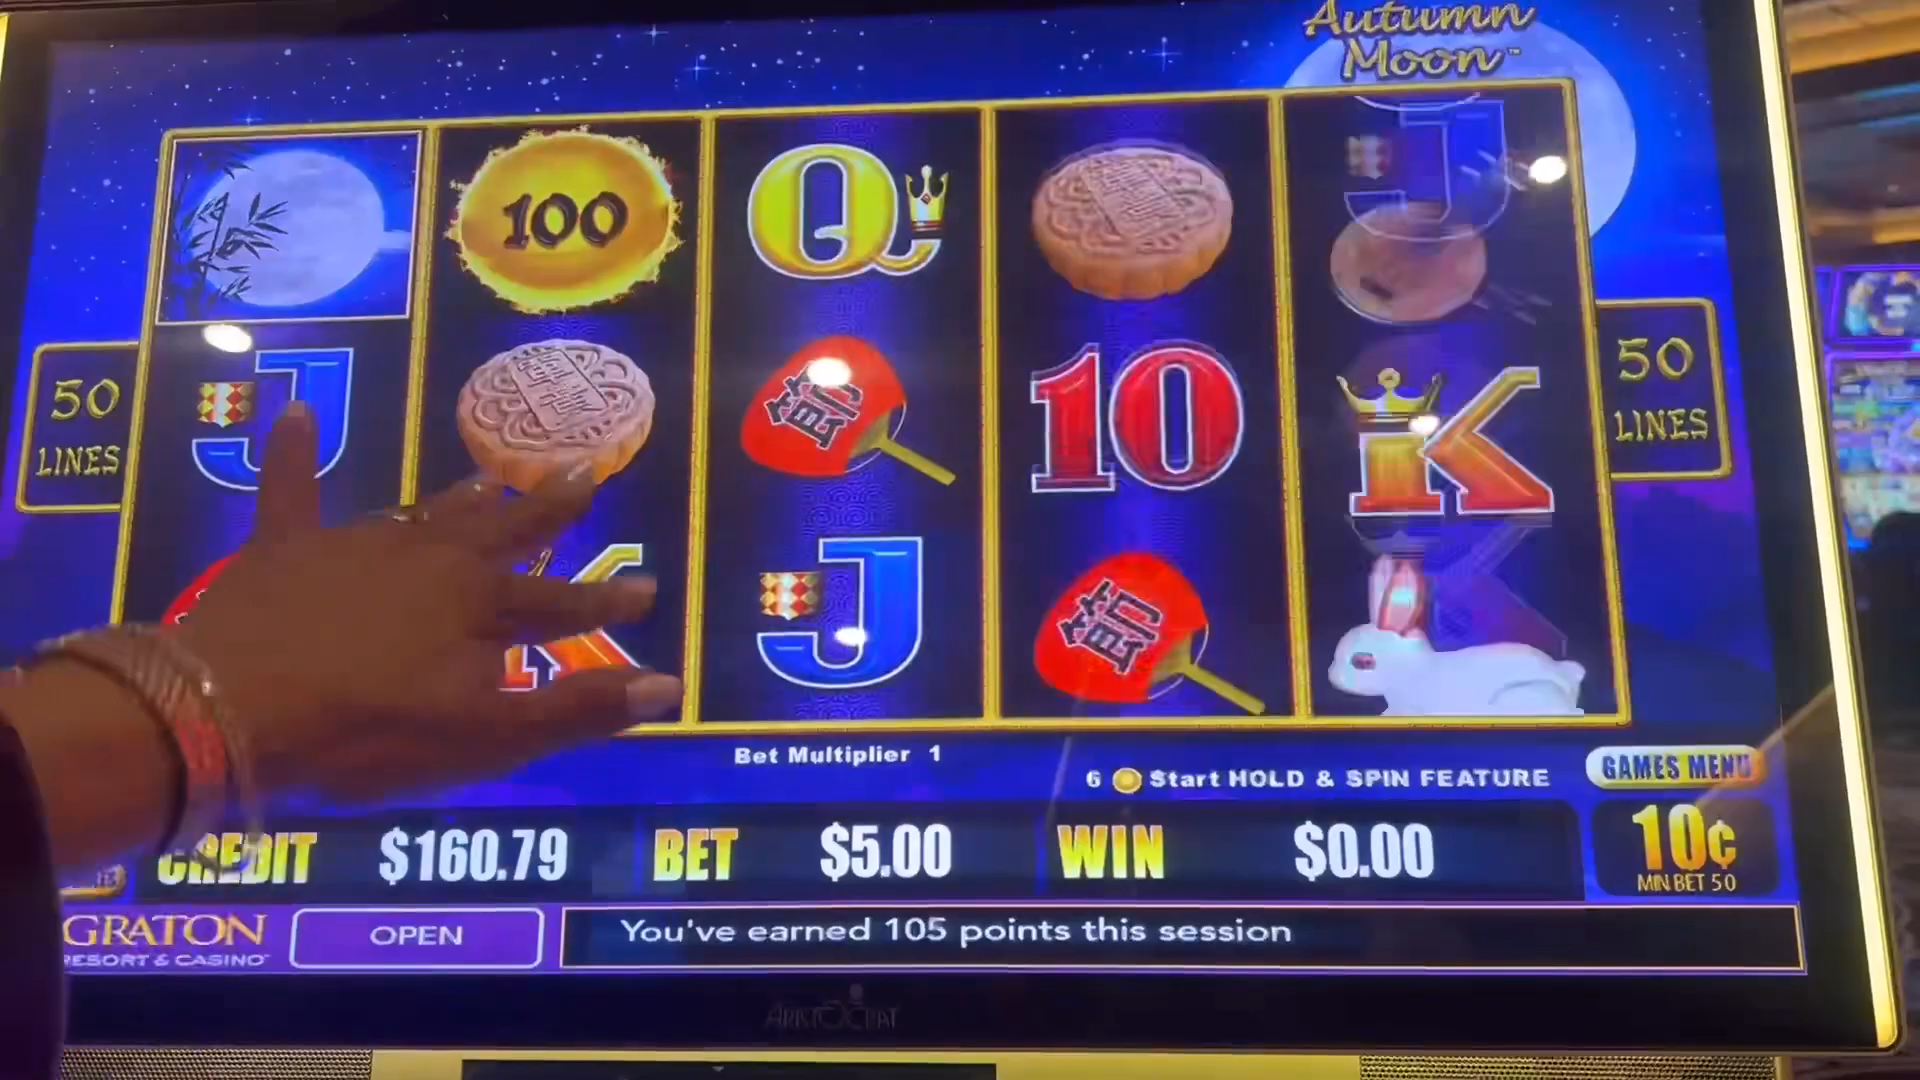 Autumn
Moon™
100
Q
J
50
LINES
J
10
K
50
LINES
K
J
Bet Multiplier 1
6 Start HOLD & SPIN FEATURE
GAMES MENU
CREDIT $160.79 BET $5.00 WIN $0.00
10¢
MIN BET 50
GRATON
RESORT & CASINO
OPEN
You've earned 105 points this session
ARISTOCRAT